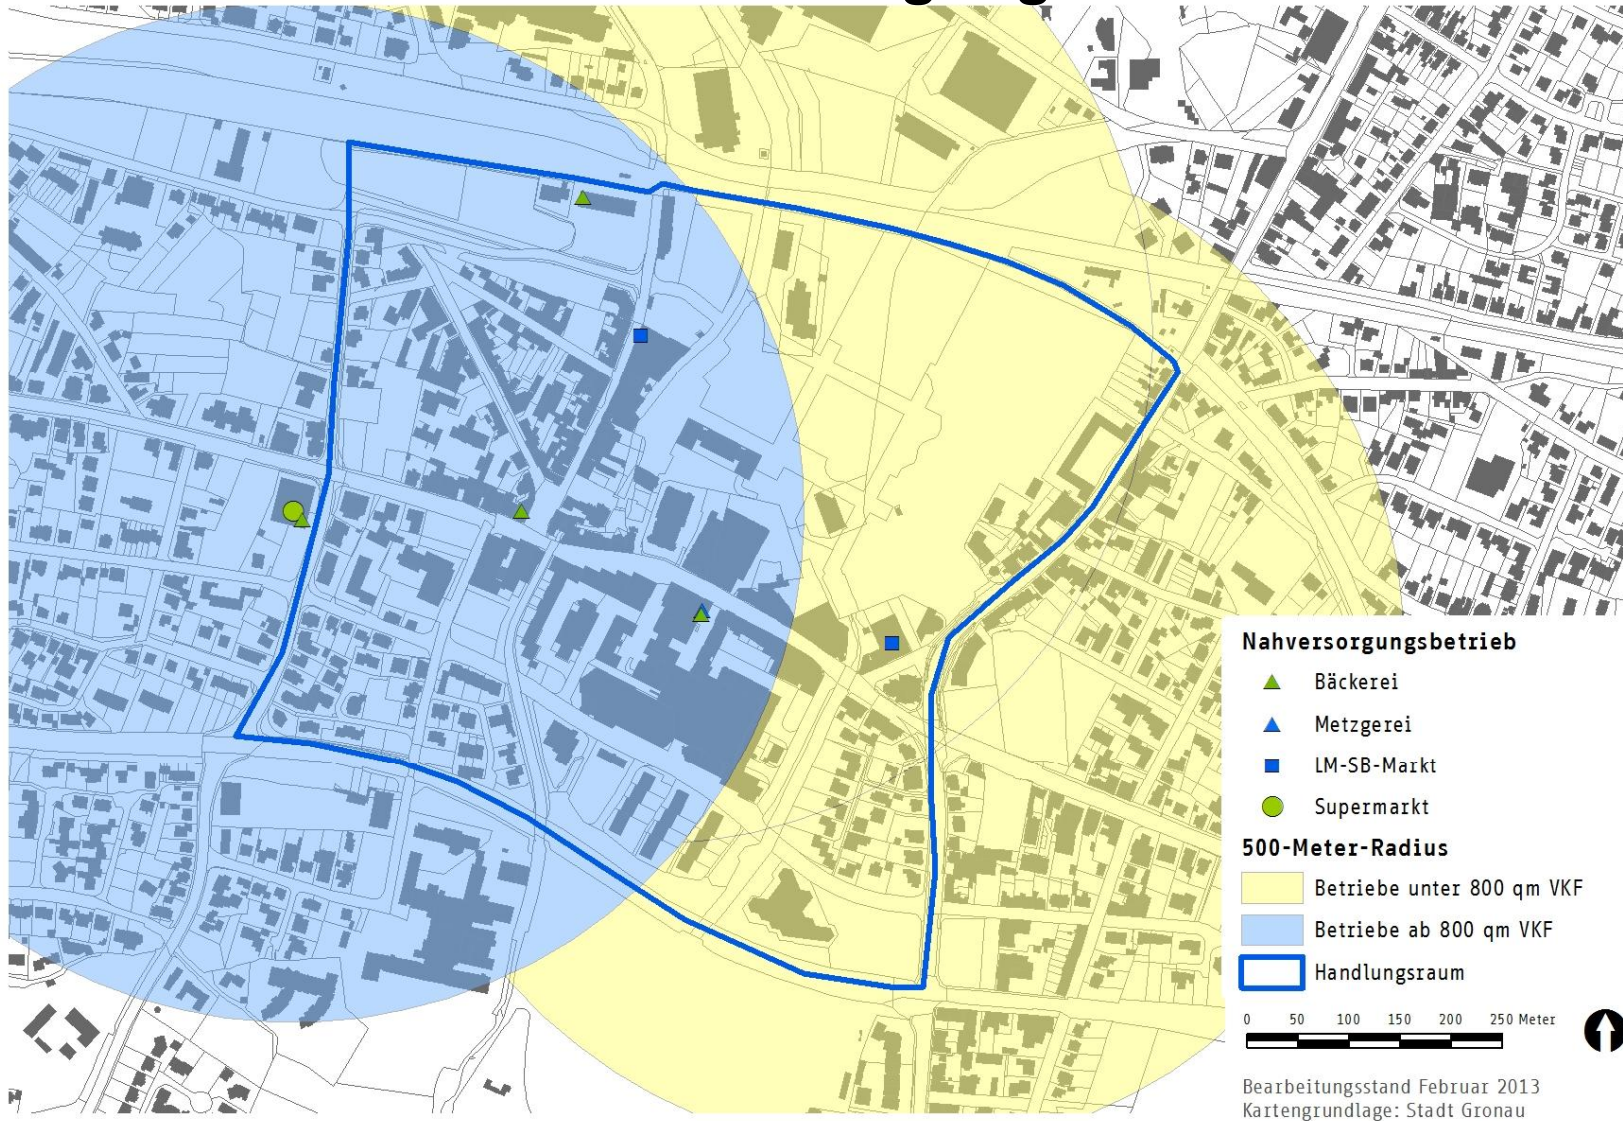 Nahversorgungsbetrieb
Bäckerei
Metzgerei
LM-SB-Markt
Supermarkt
500-Meter-Radius
Betriebe unter 800 qm VKF
Betriebe ab 800 qm VKF
Handlungsraum
0 50 100 150 200 250 Meter
Bearbeitungsstand Februar 2013
Kartengrundlage: Stadt Gronau